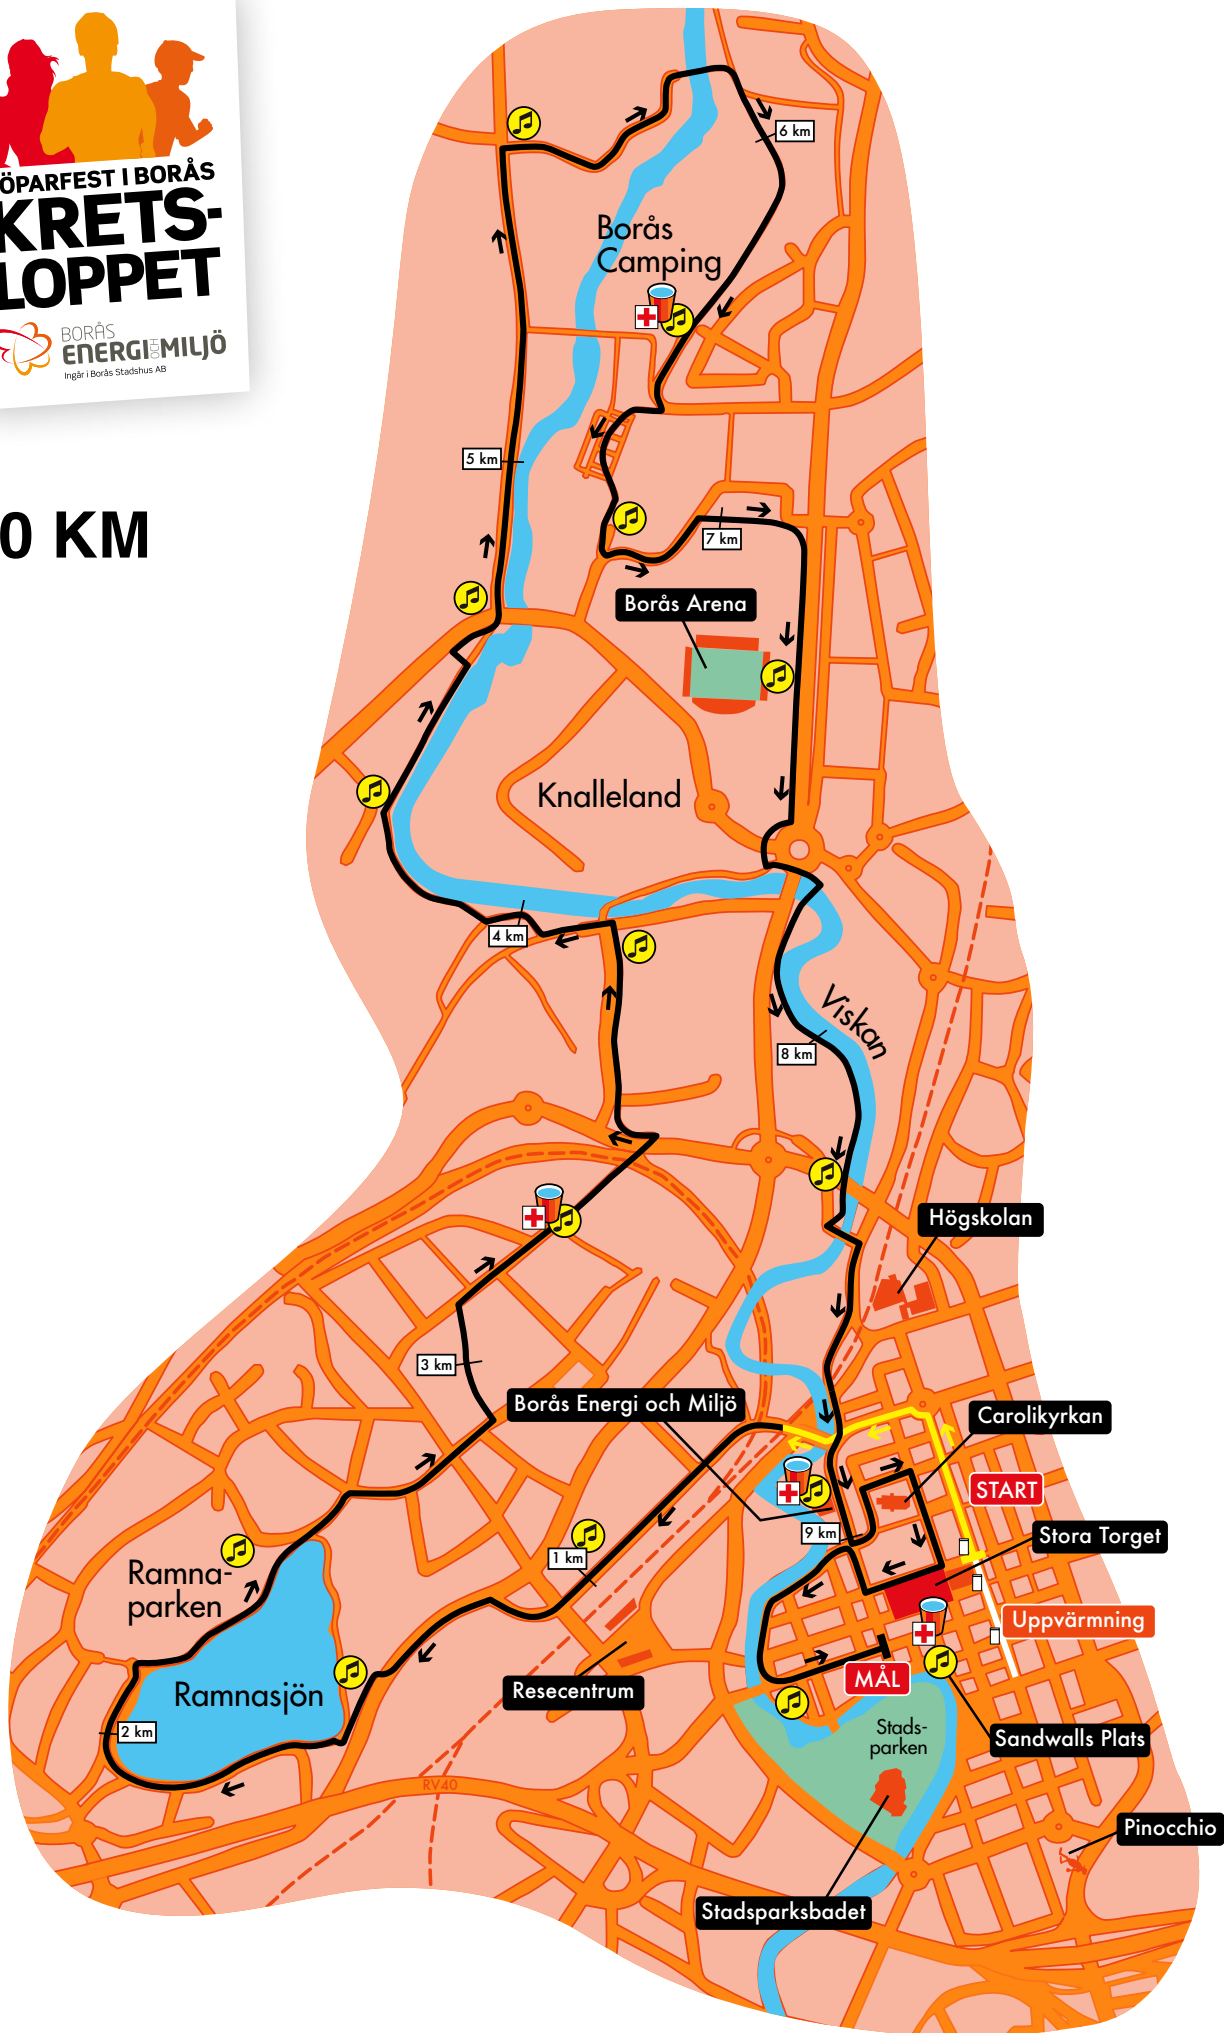 ÖPARFEST I BORÅS
KRETS-
LOPPET
BORÅS
ENERGI OCH MILJÖ
Ingår i Borås Stadshus AB
0 KM
6 km
Borås
Camping
5 km
7 km
Borås Arena
Knalleland
4 km
Viskan
8 km
Högskolan
3 km
Borås Energi och Miljö
Carolikyrkan
START
9 km
Stora Torget
1 km
Ramna-
parken
Uppvärmning
MÅL
Resecentrum
Ramnasjön
2 km
Stads-
parken
Sandwalls Plats
RV40
Pinocchio
Stadsparksbadet